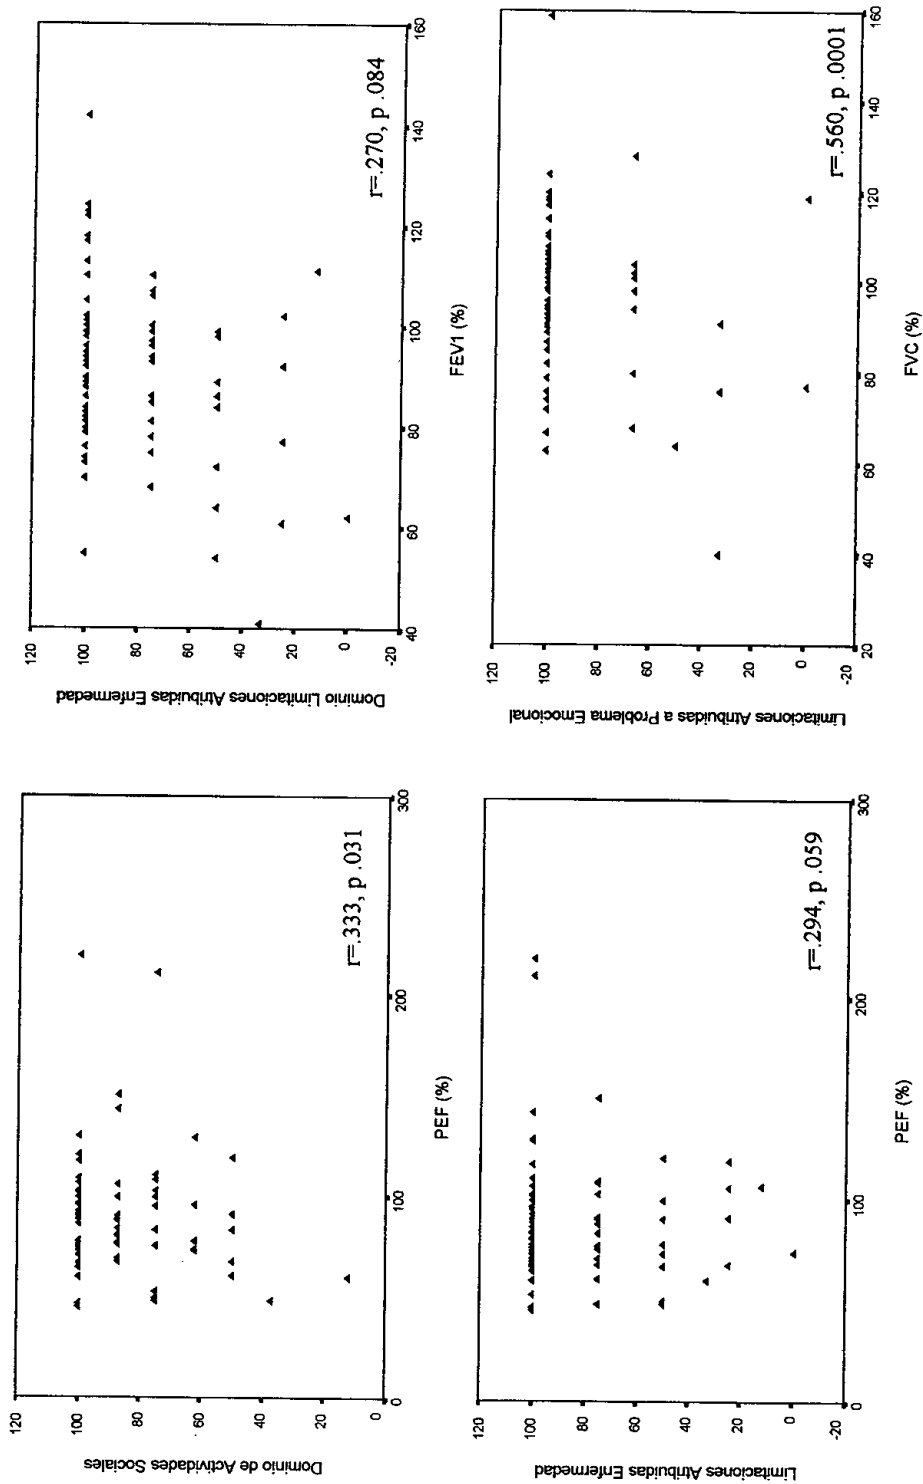 Dominio de Actividades Sociales
120
100
80
60
40
20
0
r=.333, p .031
0 100 200 300
PEF (%)
Dominio Limitaciones Atribuidas Enfermedad
120
100
80
60
40
20
0
-20
r=.270, p .084
40 60 80 100 120 140 160
FEV1 (%)
Limitaciones Atribuidas Enfermedad
120
100
80
60
40
20
0
-20
r=.294, p .059
0 100 200 300
PEF (%)
Limitaciones Atribuidas a Problema Emocional
120
100
80
60
40
20
0
-20
r=.560, p .0001
20 40 60 80 100 120 140 160
FVC (%)